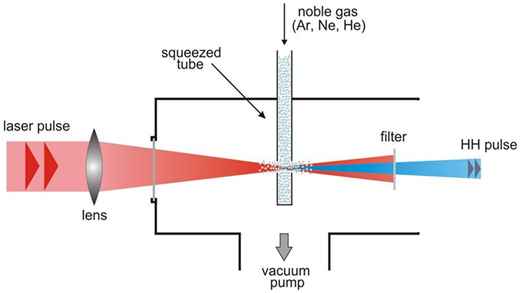 noble gas
(Ar, Ne, He)
squeezed
tube
laser pulse
filter
HH pulse
lens
vacuum
pump